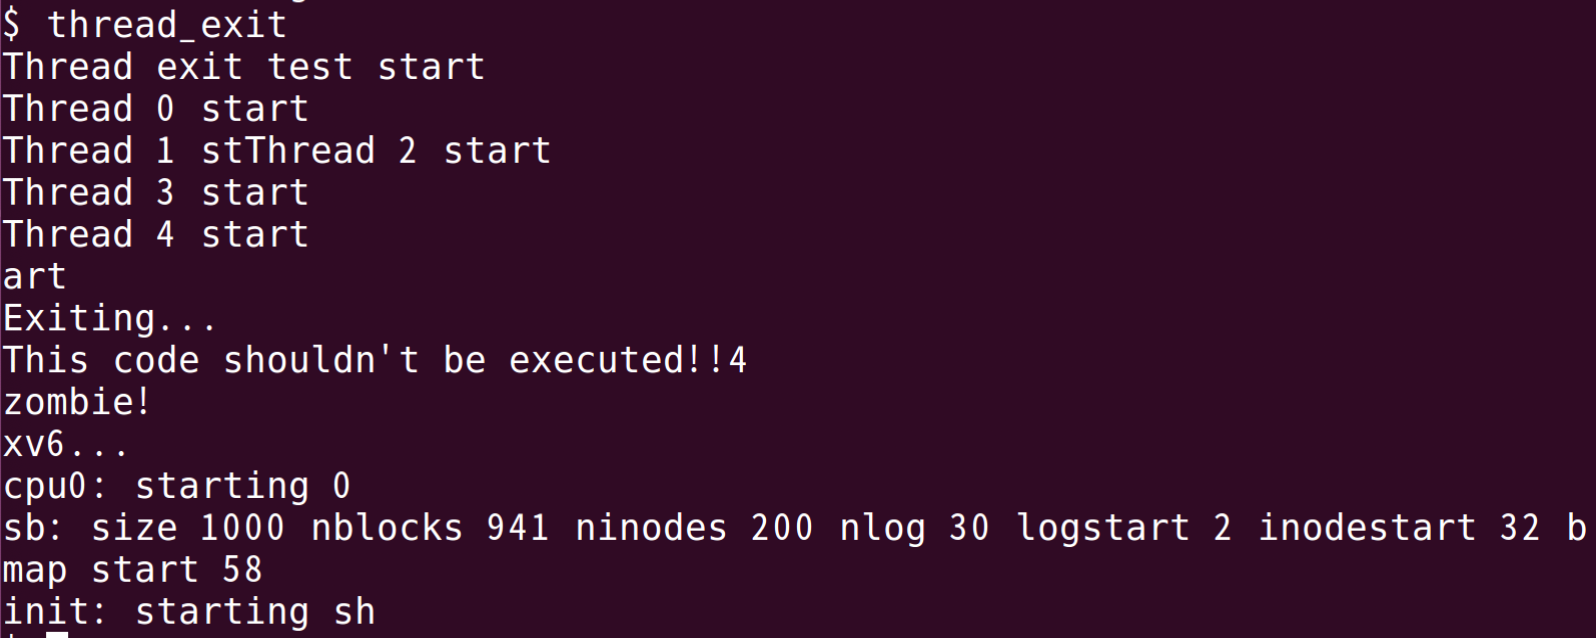 $ thread_exit
Thread exit test start
Thread 0 start
Thread 1 stThread 2 start
Thread 3 start
Thread 4 start
art
Exiting...
This code shouldn't be executed!!4
zombie!
xv6...
cpu0: starting 0
sb: size 1000 nblocks 941 ninodes 200 nlog 30 logstart 2 inodestart 32 b
map start 58
init: starting sh